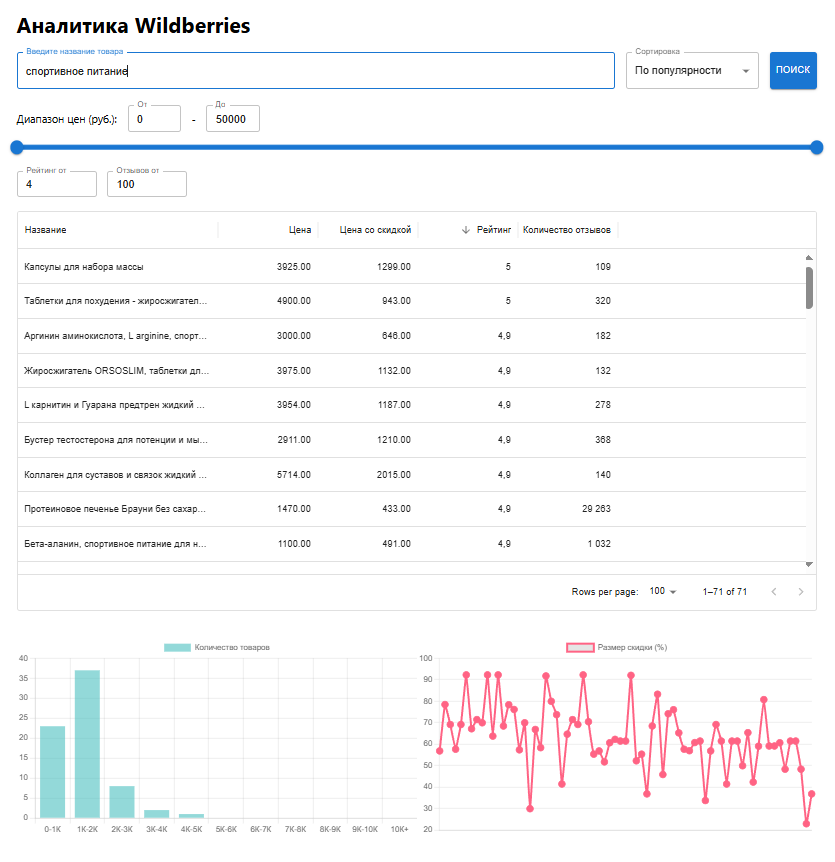 Аналитика Wildberries
Введите название товара
спортивное питание
Сортировка
По популярности
ПОИСК
Диапазон цен (руб.):
От
0
-
До
50000
Рейтинг от
4
Отзывов от
100
Название Цена Цена со скидкой Рейтинг Количество отзывов
Капсулы для набора массы 3925.00 1299.00 5 109
Таблетки для похудения - жиросжигател... 4900.00 943.00 5 320
Аргинин аминокислота, L arginine, спорт... 3000.00 646.00 4,9 182
Жиросжигатель ORSOSLIM, таблетки дл... 3975.00 1132.00 4,9 132
L карнитин и Гуарана предтрен жидкий ... 3954.00 1187.00 4,9 278
Бустер тестостерона для потенции и мы... 2911.00 1210.00 4,9 368
Коллаген для суставов и связок жидкий ... 5714.00 2015.00 4,9 140
Протеиновое печенье Брауни без сахар... 1470.00 433.00 4,9 29 263
Бета-аланин, спортивное питание для н... 1100.00 491.00 4,9 1 032
Rows per page: 100 1–71 of 71
Количество товаров
40
35
30
25
20
15
10
5
0
0-1K 1K-2K 2K-3K 3K-4K 4K-5K 5K-6K 6K-7K 7K-8K 8K-9K 9K-10K 10K+
Размер скидки (%)
100
90
80
70
60
50
40
30
20